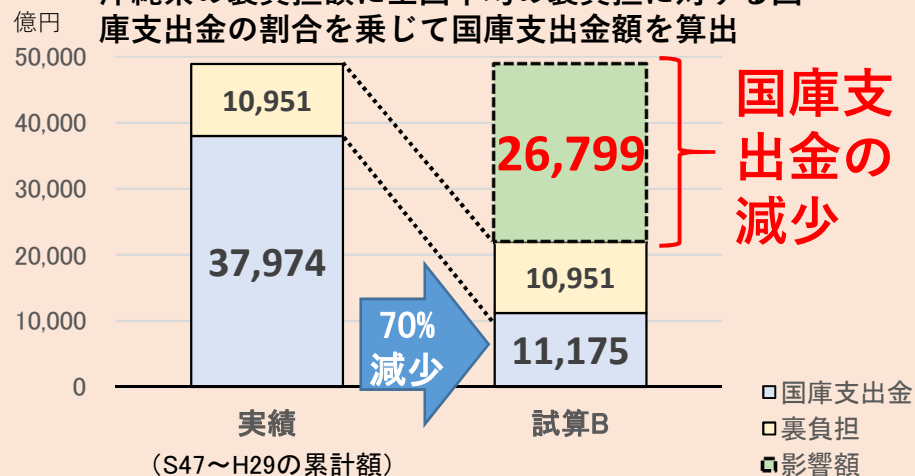 億円
庫支出金の割合を乗じて国庫支出金額を算出
50,000
40,000
30,000
20,000
10,000
0
10,951
37,974
70%
減少
26,799
10,951
11,175
国庫支
出金の
減少
実績
(S47～H29の累計額)
試算B
国庫支出金
裏負担
影響額